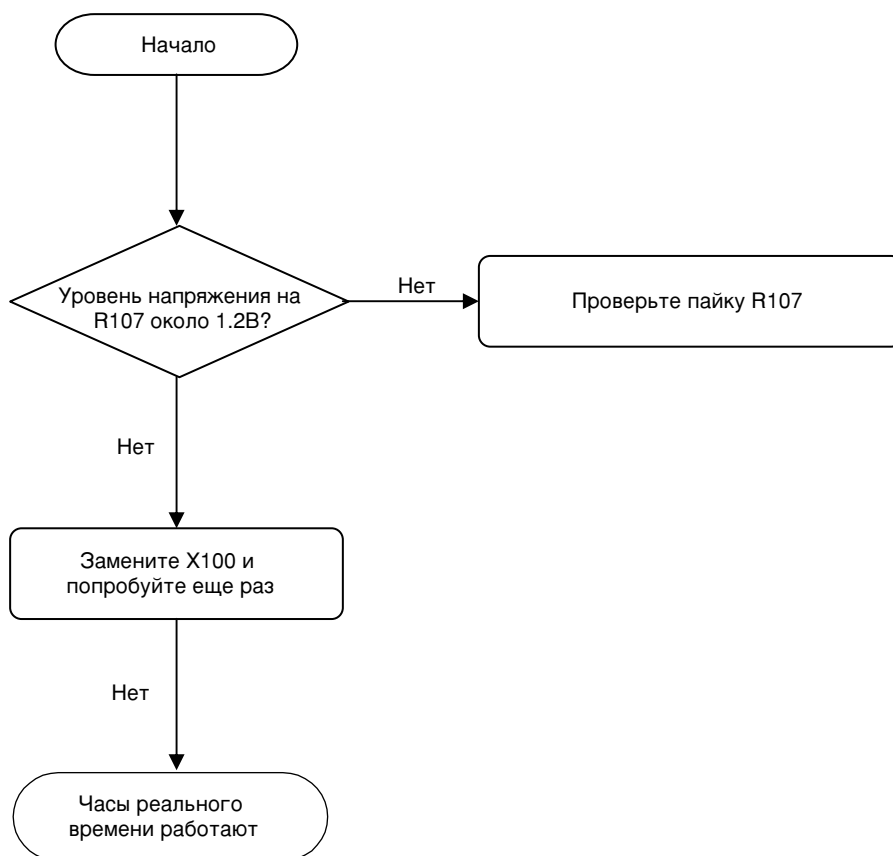 Начало
Уровень напряжения на
R107 около 1.2В?
Нет
Проверьте пайку R107
Нет
Замените X100 и
попробуйте еще раз
Нет
Часы реального
времени работают